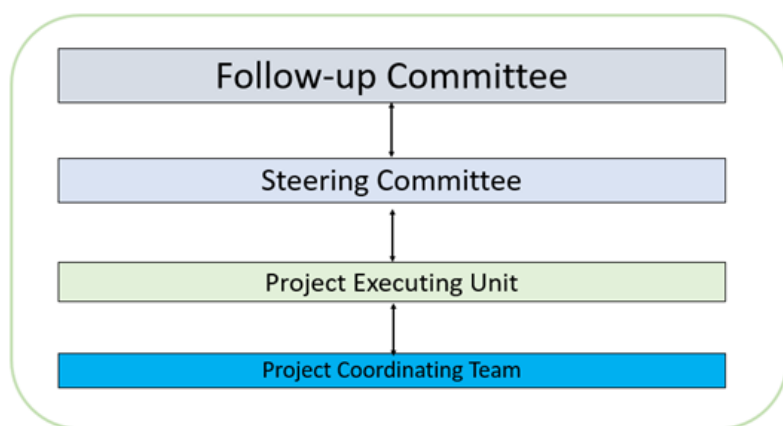 Follow-up Committee
Steering Committee
Project Executing Unit
Project Coordinating Team